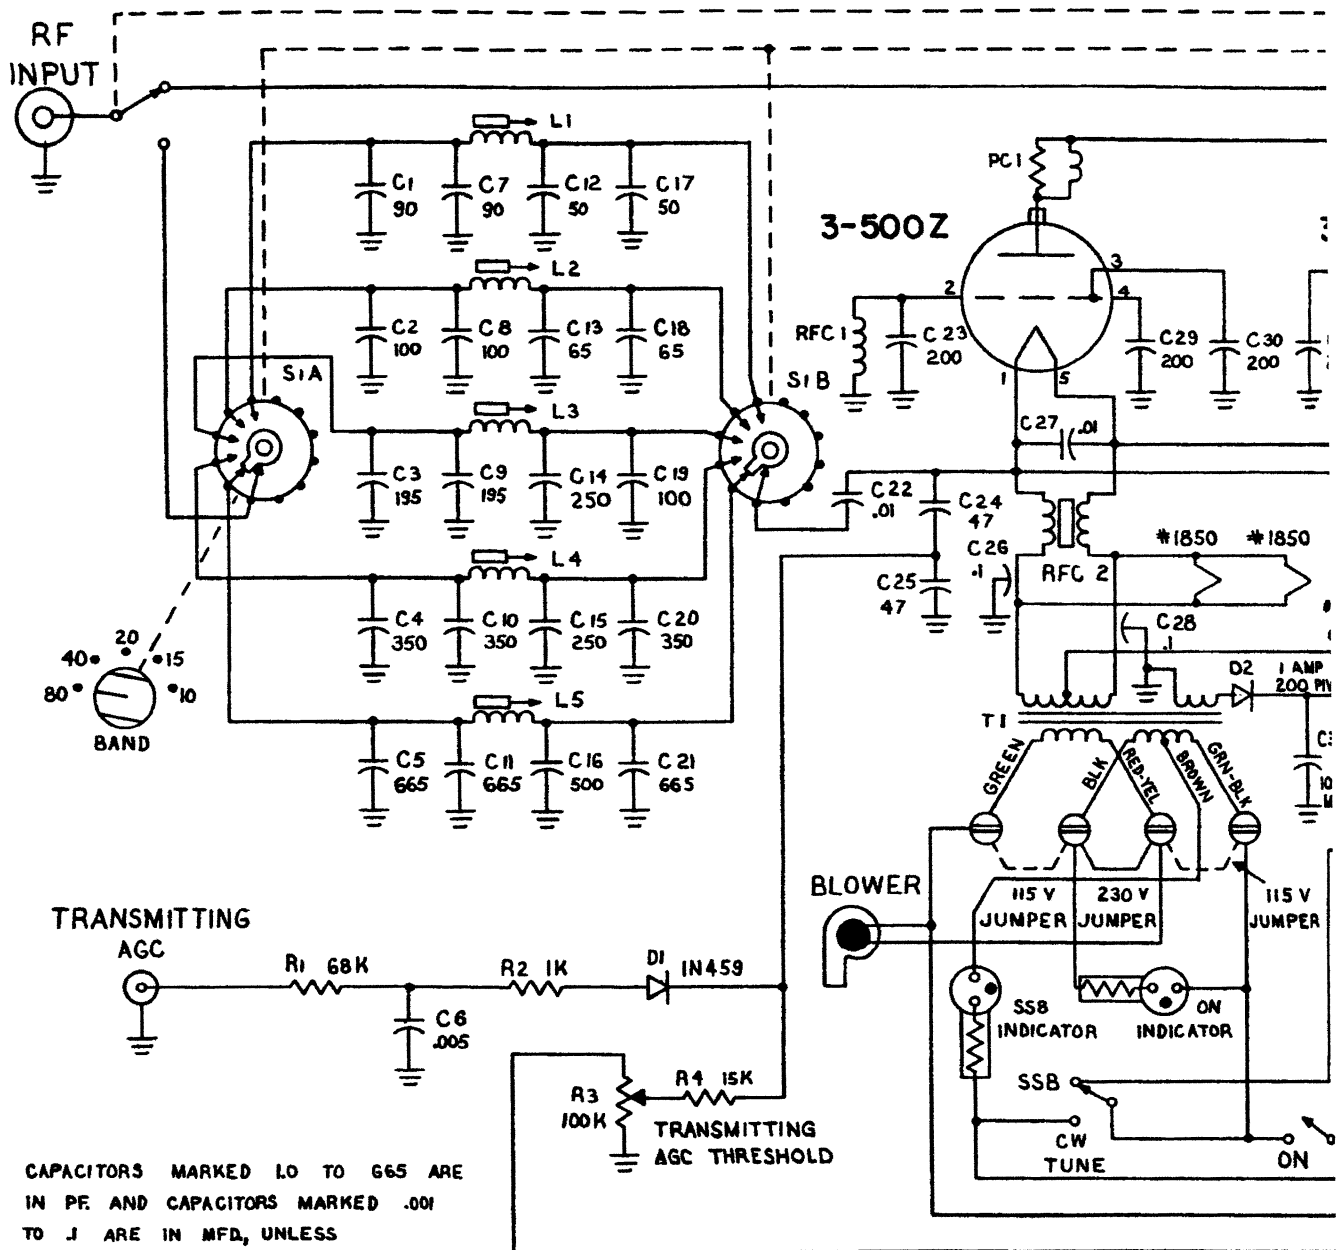 RF
INPUT
L1
C1
90
C7
90
C12
50
C17
50
L2
C2
100
C8
100
C13
65
C18
65
S1A
S1B
L3
C3
195
C9
195
C14
250
C19
100
L4
C4
350
C10
350
C15
250
C20
350
L5
C5
665
C11
665
C16
500
C21
665
20
40
15
80
10
BAND
PC1
3-500Z
3
2
4
RFC1
C23
200
C29
200
C30
200
1
5
C27
.01
C22
.01
C24
47
C26
.1
C25
47
RFC 2
#1850
#1850
C28
.1
D2
1 AMP
200 PIV
T1
GREEN
BLK
RED-YEL
BROWN
GRN-BLK
10
BLOWER
115 V
JUMPER
230 V
JUMPER
115 V
JUMPER
SSB
INDICATOR
ON
INDICATOR
SSB
CW
TUNE
ON
TRANSMITTING
AGC
R1 68K
R2 1K
D1
1N459
C6
.005
R3
100K
R4 15K
TRANSMITTING
AGC THRESHOLD
CAPACITORS MARKED 1.0 TO 665 ARE
IN PF. AND CAPACITORS MARKED .001
TO .1 ARE IN MFD., UNLESS